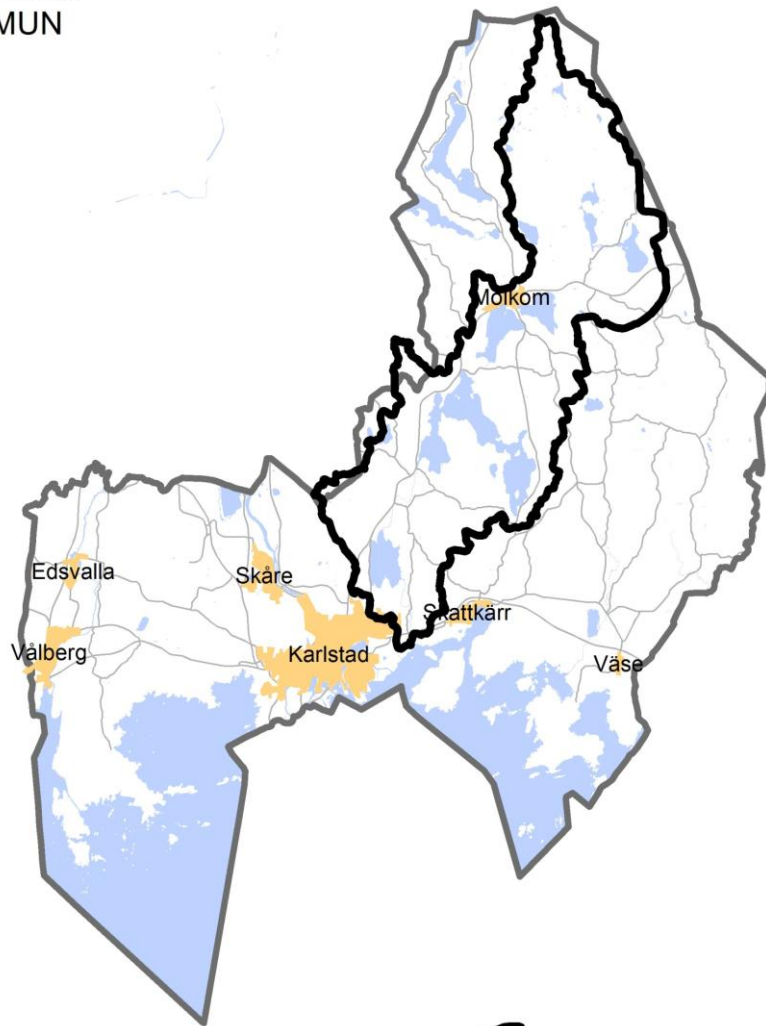 MUN
Molkom
Edsvalla
Skåre
Skattkärr
Vålberg
Karlstad
Väse